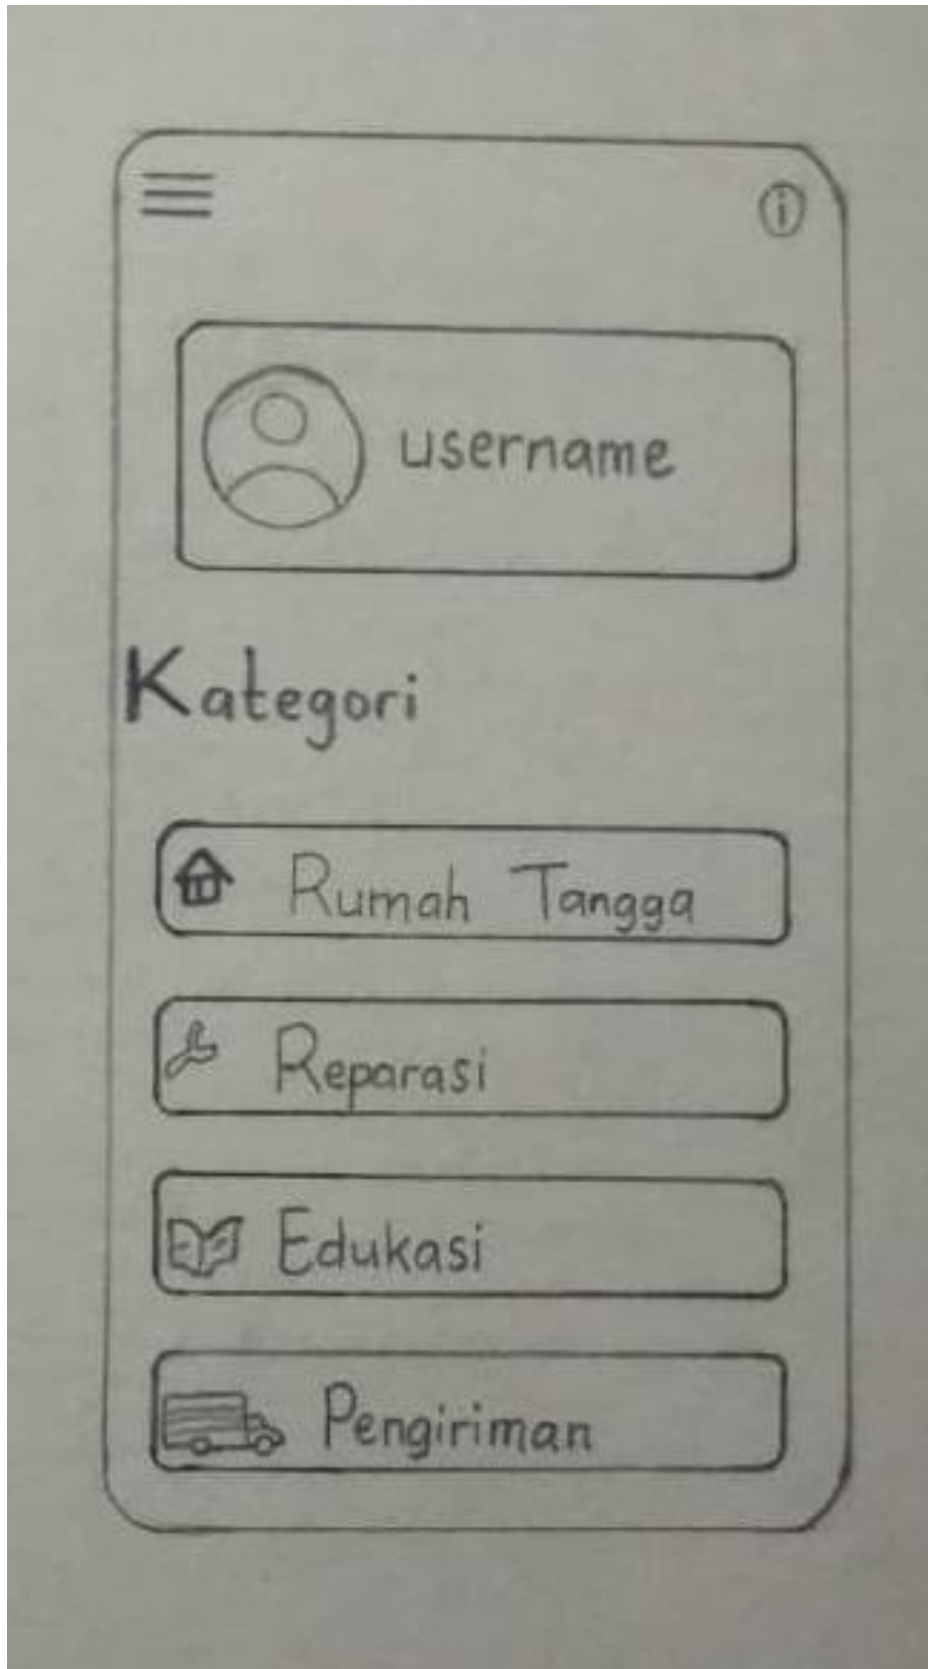 username
Kategori
Rumah Tangga
Reparasi
Edukasi
Pengiriman